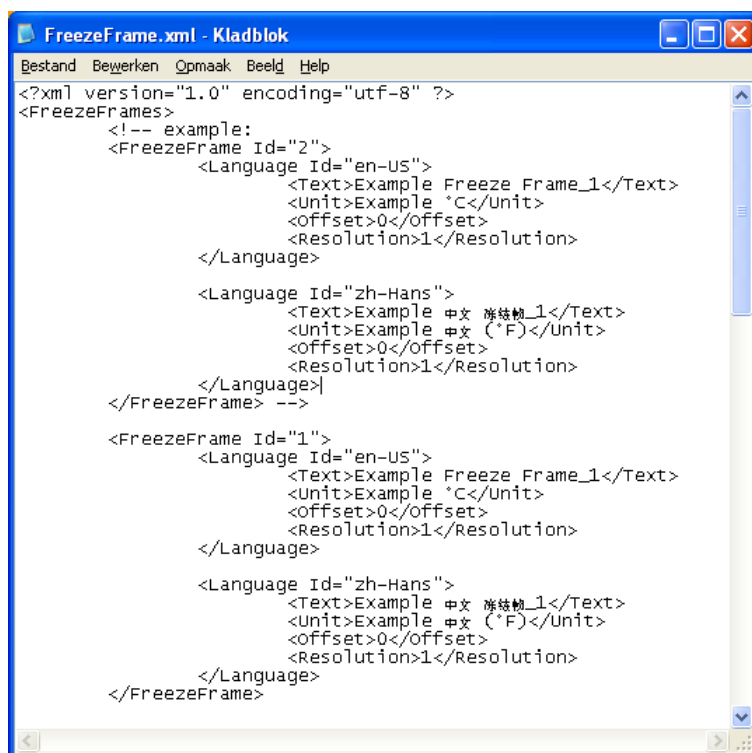 FreezeFrame.xml - Kladblok
Bestand Bewerken Opmaak Beeld Help
<?xml version="1.0" encoding="utf-8" ?>
<FreezeFrames>
<!-- example:
<FreezeFrame Id="2">
<Language Id="en-US">
<Text>Example Freeze Frame_1</Text>
<Unit>Example °C</Unit>
<Offset>0</Offset>
<Resolution>1</Resolution>
</Language>
<Language Id="zh-Hans">
<Text>Example 中文 冻结帧_1</Text>
<Unit>Example 中文 (°F)</Unit>
<Offset>0</Offset>
<Resolution>1</Resolution>
</Language>
</FreezeFrame> -->
<FreezeFrame Id="1">
<Language Id="en-US">
<Text>Example Freeze Frame_1</Text>
<Unit>Example °C</Unit>
<Offset>0</Offset>
<Resolution>1</Resolution>
</Language>
<Language Id="zh-Hans">
<Text>Example 中文 冻结帧_1</Text>
<Unit>Example 中文 (°F)</Unit>
<Offset>0</Offset>
<Resolution>1</Resolution>
</Language>
</FreezeFrame>